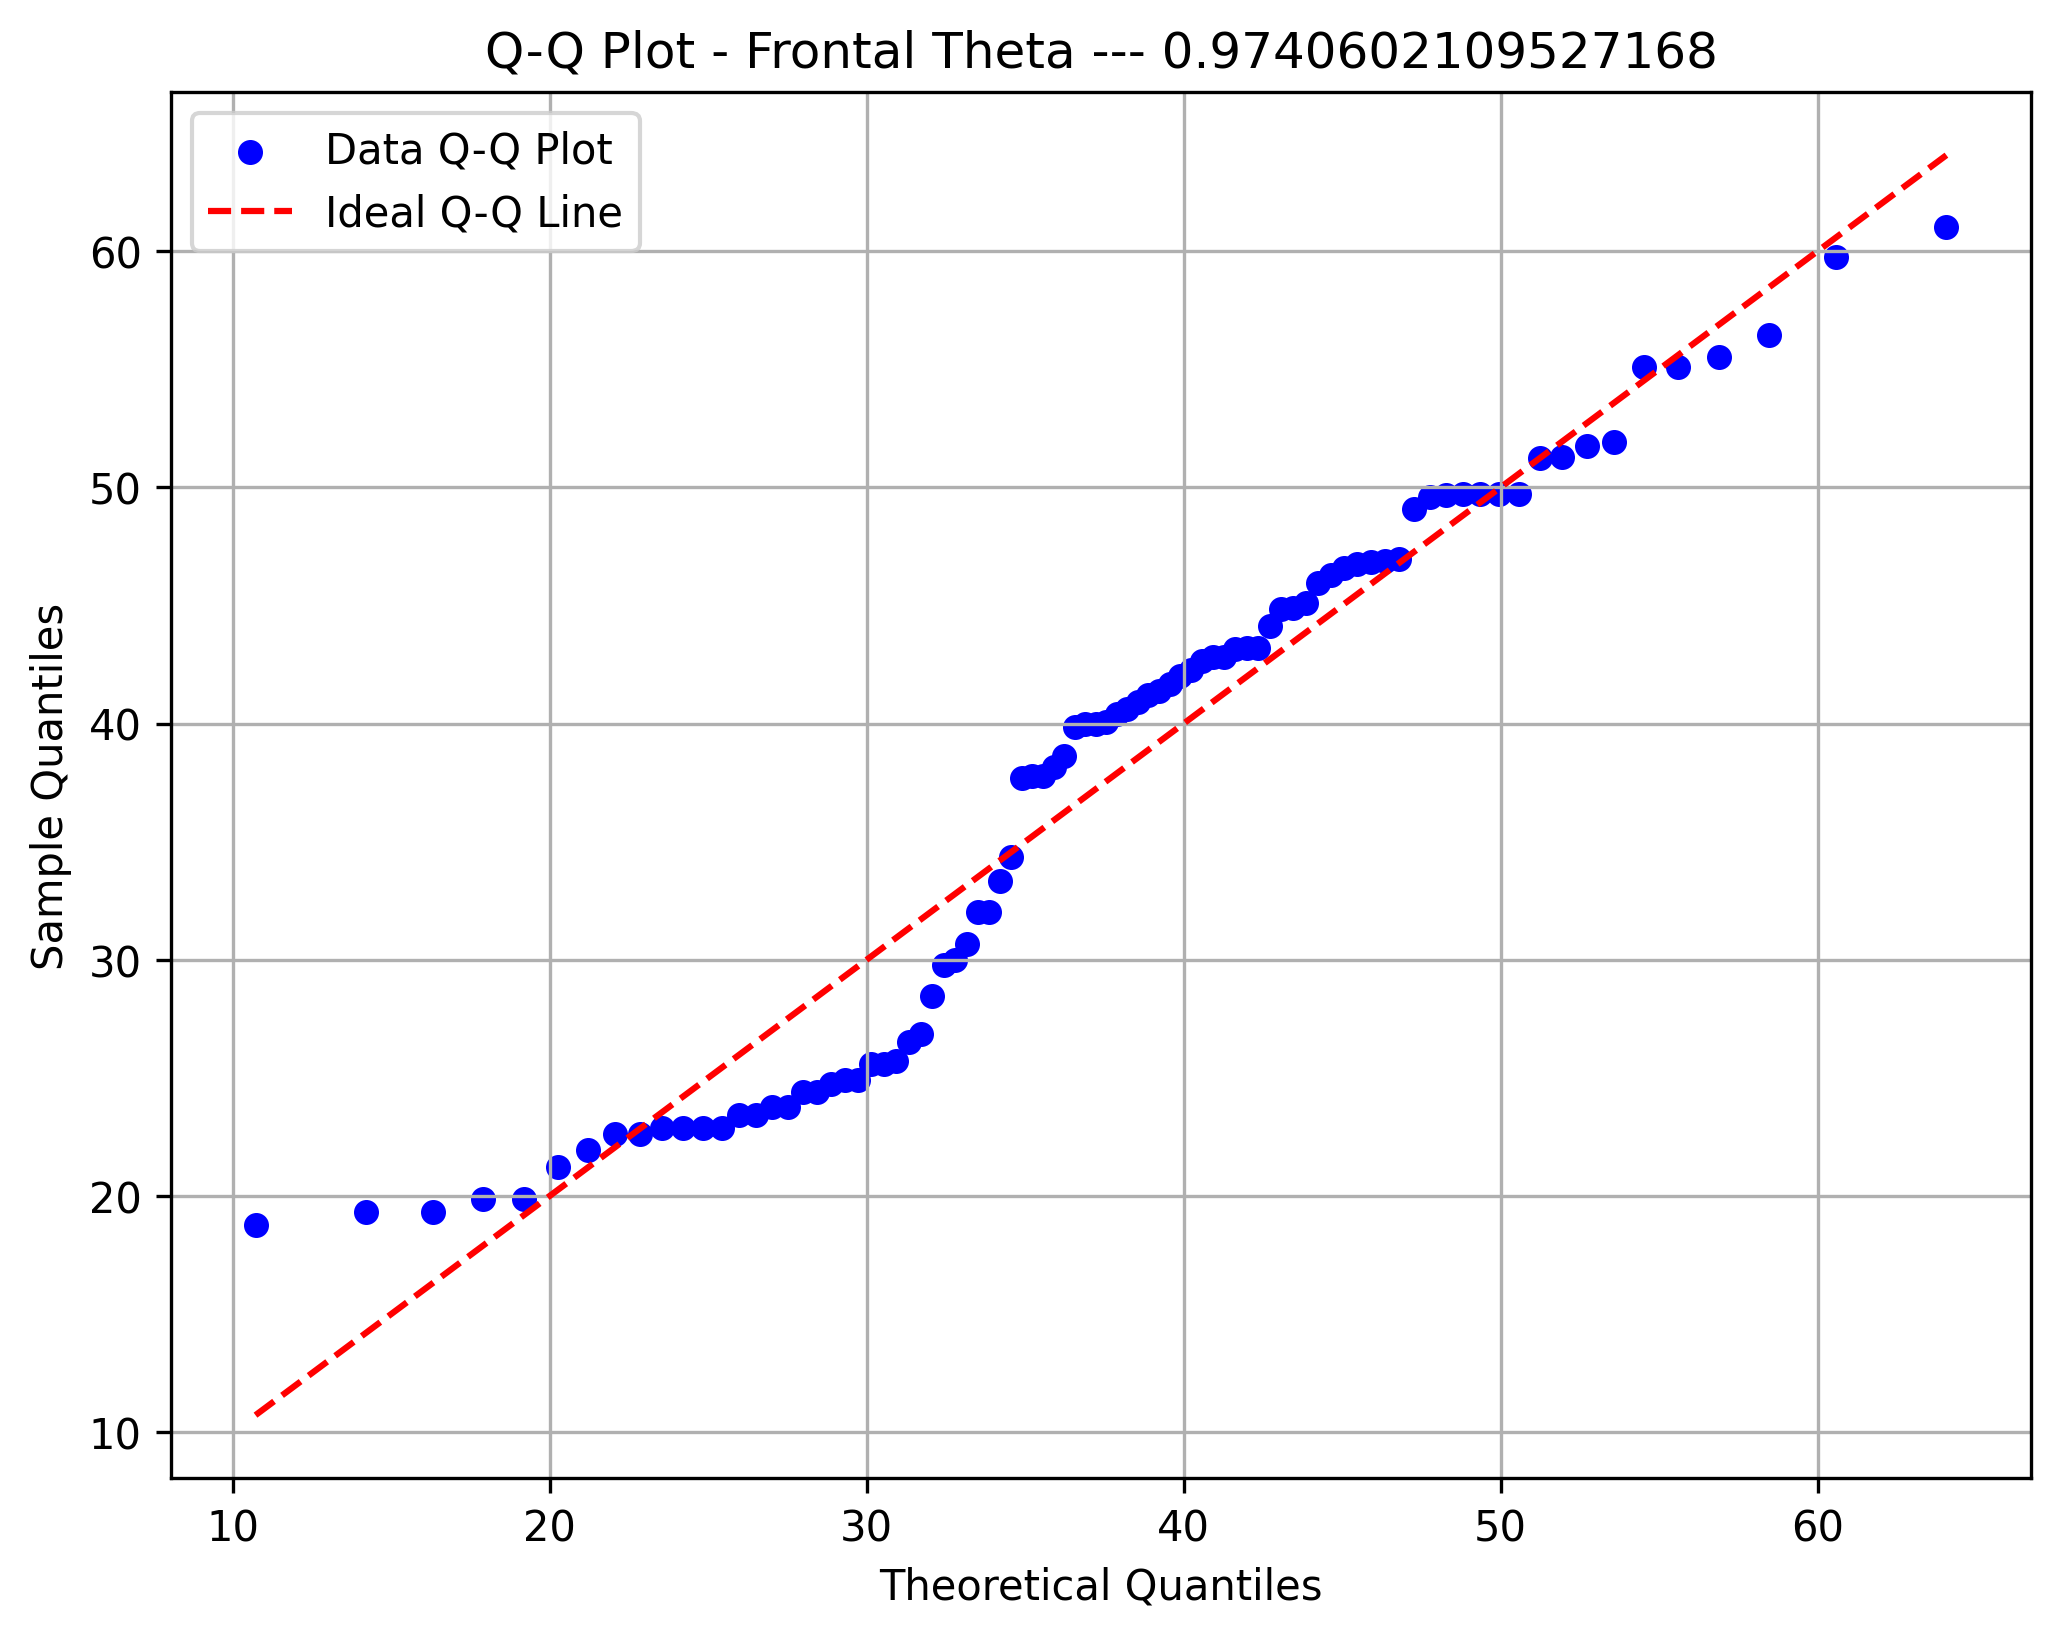 Q-Q Plot - Frontal Theta --- 0.9740602109527168
Data Q-Q Plot
Ideal Q-Q Line
60
50
40
30
20
10
Sample Quantiles
10 20 30 40 50 60
Theoretical Quantiles